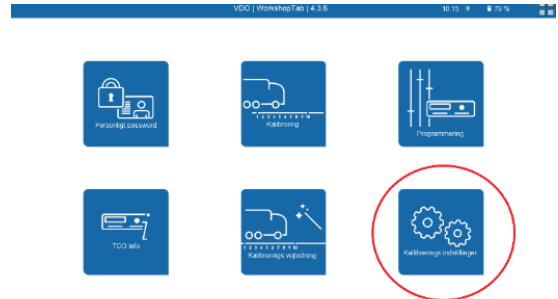 VDO | WorkshopTab | 4.3.6 10.15 79 %
Personligt password
Kalibrering
Programmering
TCO info
Kalibrerings vejledning
Kalibrerings indstillinger